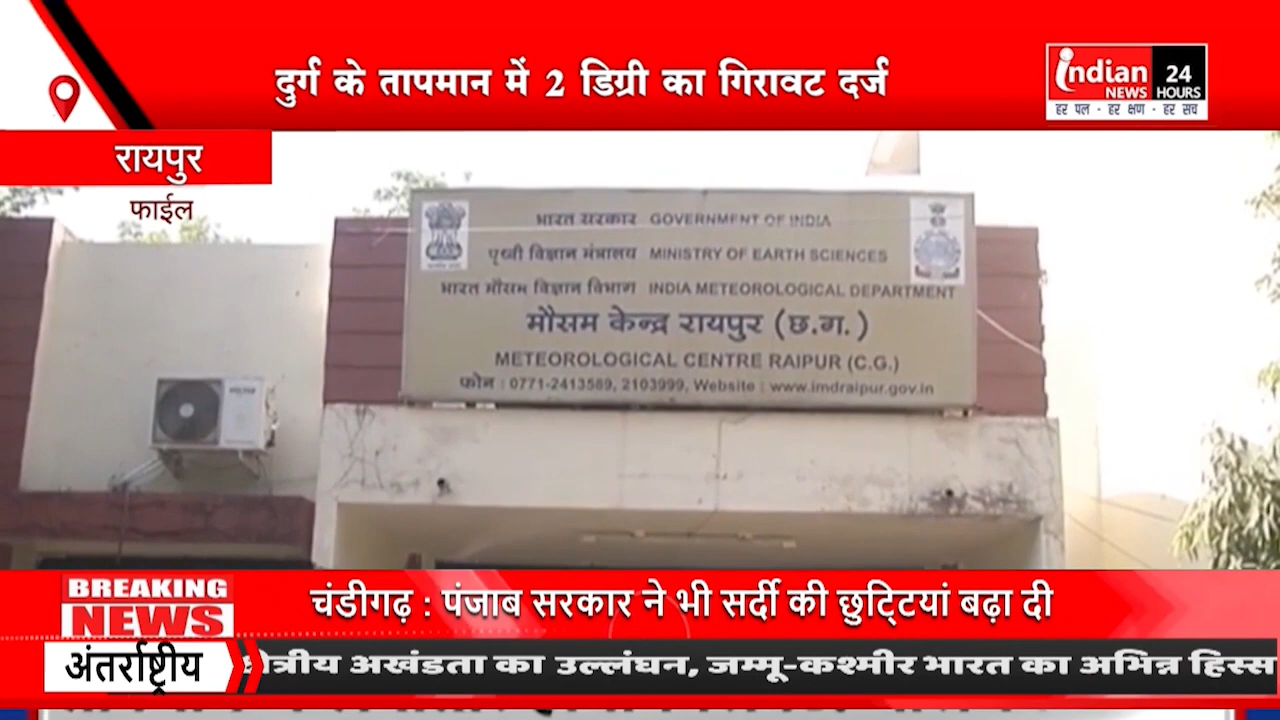 दुर्ग के तापमान में 2 डिग्री का गिरावट दर्ज
indian NEWS 24 HOURS
हर पल - हर क्षण - हर सच
रायपुर
फाईल
भारत सरकार GOVERNMENT OF INDIA
पृथ्वी विज्ञान मंत्रालय MINISTRY OF EARTH SCIENCES
भारत मौसम विज्ञान विभाग INDIA METEOROLOGICAL DEPARTMENT
मौसम केन्द्र रायपुर (छ.ग.)
METEOROLOGICAL CENTRE RAIPUR (C.G.)
फोन : 0771-2413589, 2103999, Website : www.imdraipur.gov.in
BREAKING NEWS
चंडीगढ़ : पंजाब सरकार ने भी सर्दी की छुट्टियां बढ़ा दी
अंतर्राष्ट्रीय
अखंडता का उल्लंघन, जम्मू-कश्मीर भारत का अभिन्न हिस्स